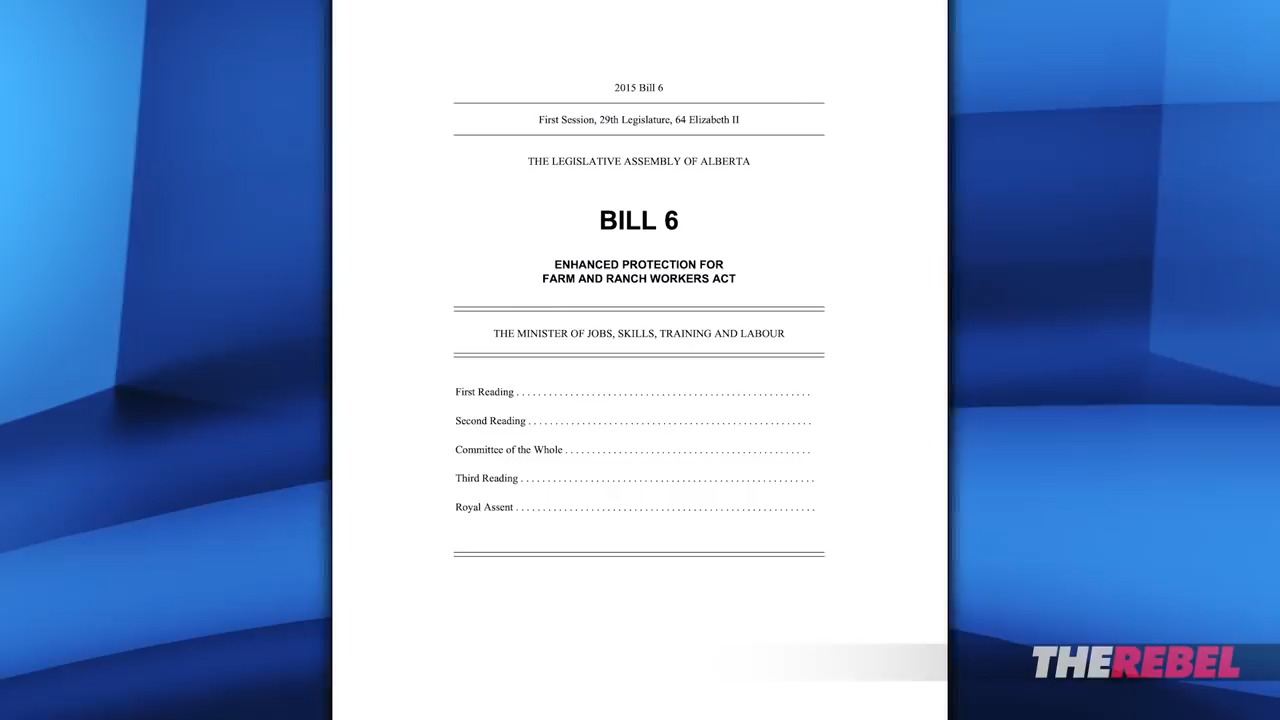 2015 Bill 6
First Session, 29th Legislature, 64 Elizabeth II
THE LEGISLATIVE ASSEMBLY OF ALBERTA
BILL 6
ENHANCED PROTECTION FOR
FARM AND RANCH WORKERS ACT
THE MINISTER OF JOBS, SKILLS, TRAINING AND LABOUR
First Reading . . . . . . . . . . . . . . . . . . . . . . . . . . . . . . . . . . . . . . . . . . . . . . . . . . . . . .
Second Reading . . . . . . . . . . . . . . . . . . . . . . . . . . . . . . . . . . . . . . . . . . . . . . . . . . . .
Committee of the Whole . . . . . . . . . . . . . . . . . . . . . . . . . . . . . . . . . . . . . . . . . . . . .
Third Reading . . . . . . . . . . . . . . . . . . . . . . . . . . . . . . . . . . . . . . . . . . . . . . . . . . . . . .
Royal Assent . . . . . . . . . . . . . . . . . . . . . . . . . . . . . . . . . . . . . . . . . . . . . . . . . . . . . . .
THEREBEL